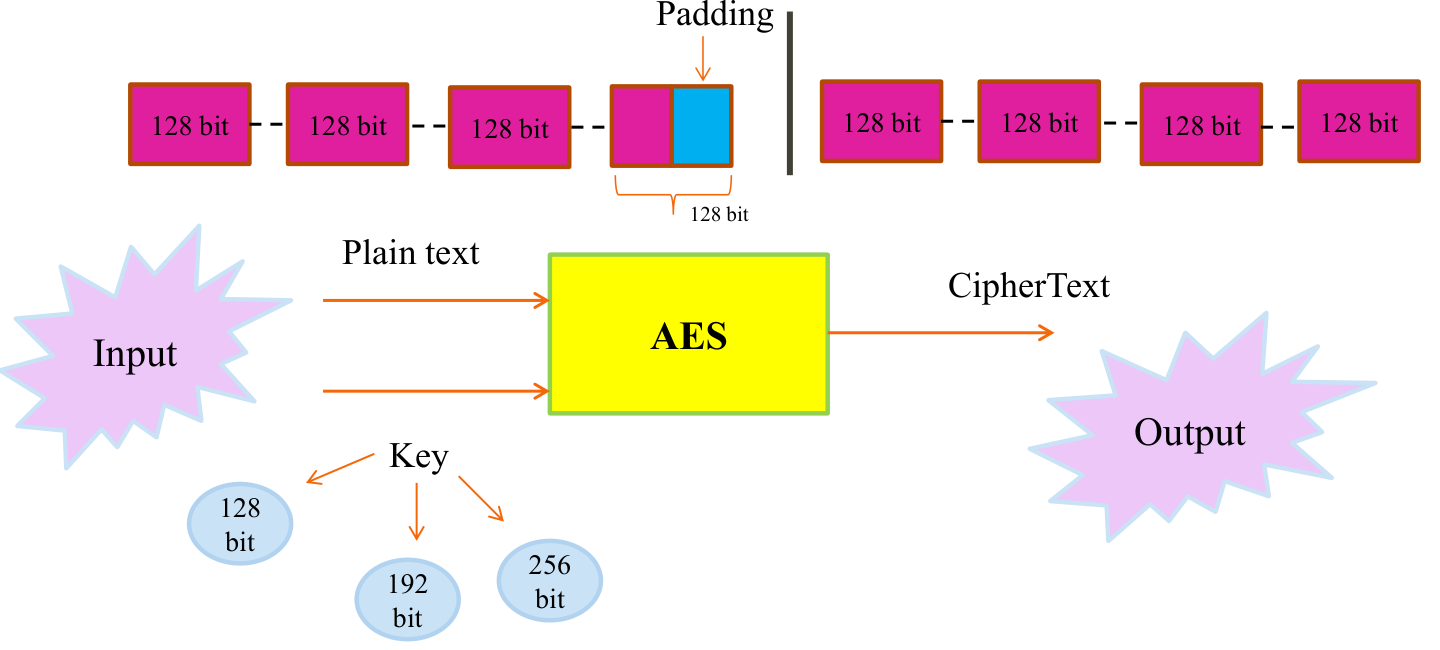 Padding
128 bit
128 bit
128 bit
128 bit
128 bit
128 bit
128 bit
128 bit
Plain text
Input
AES
CipherText
Output
Key
128
bit
192
bit
256
bit